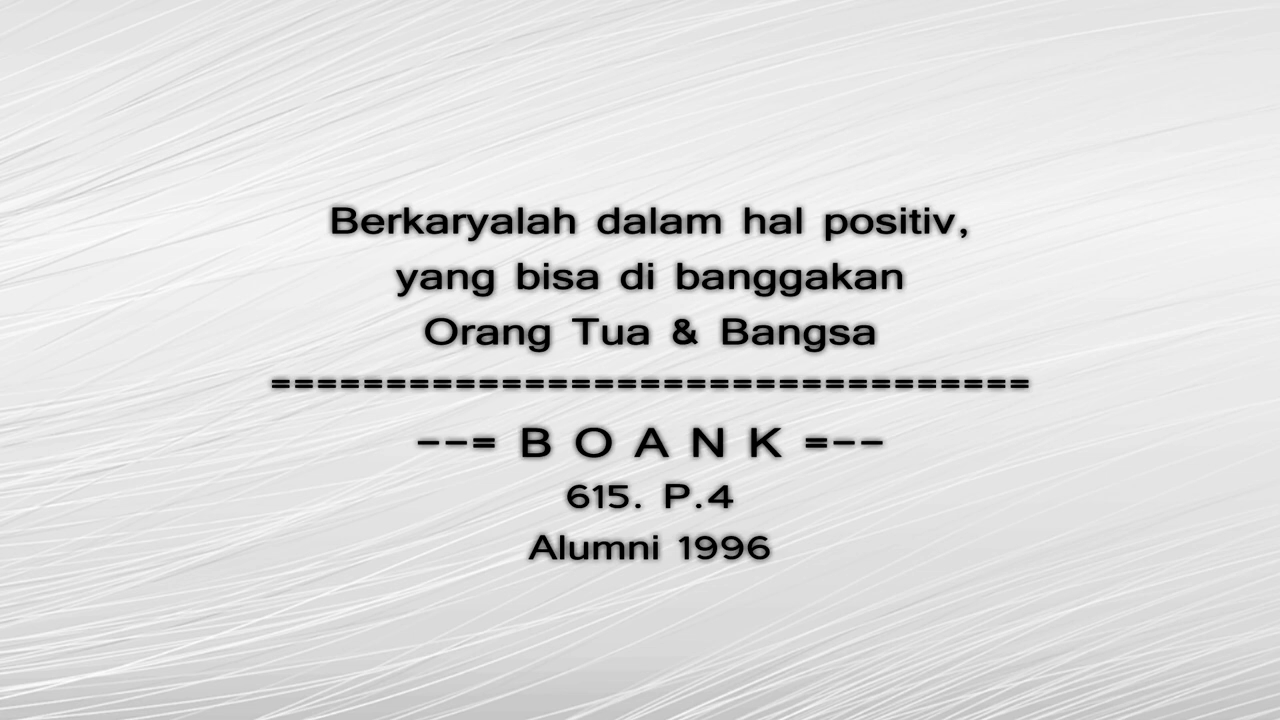 Berkaryalah dalam hal positiv,
yang bisa di banggakan
Orang Tua & Bangsa
==================================
--= B O A N K =--
615. P.4
Alumni 1996